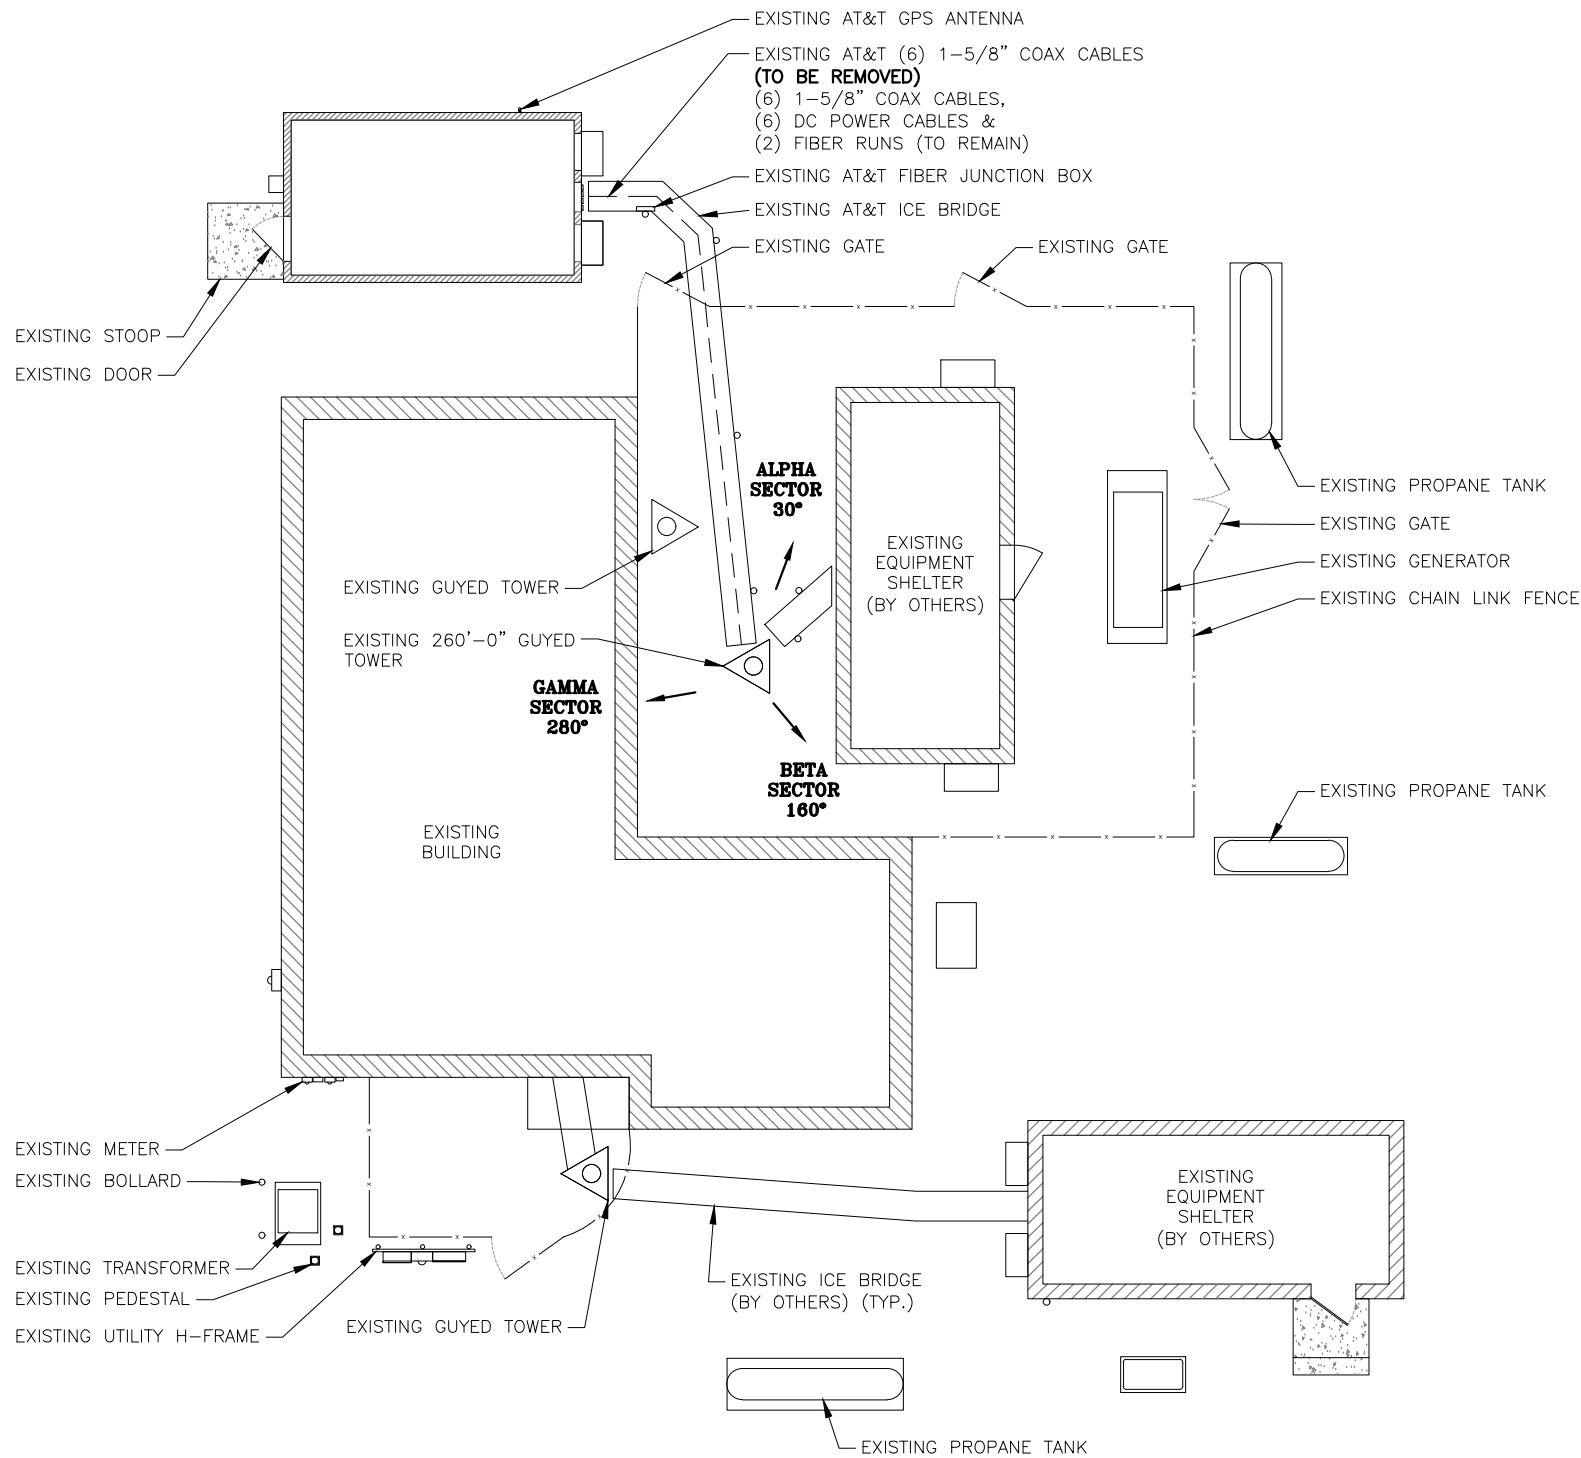 EXISTING AT&T GPS ANTENNA
EXISTING AT&T (6) 1-5/8" COAX CABLES
(TO BE REMOVED)
(6) 1-5/8" COAX CABLES,
(6) DC POWER CABLES &
(2) FIBER RUNS (TO REMAIN)
EXISTING AT&T FIBER JUNCTION BOX
EXISTING AT&T ICE BRIDGE
EXISTING GATE
EXISTING GATE
EXISTING STOOP
EXISTING DOOR
ALPHA
SECTOR
30°
EXISTING PROPANE TANK
EXISTING GATE
EXISTING GENERATOR
EXISTING CHAIN LINK FENCE
EXISTING
EQUIPMENT
SHELTER
(BY OTHERS)
EXISTING GUYED TOWER
EXISTING 260'-0" GUYED
TOWER
GAMMA
SECTOR
280°
BETA
SECTOR
160°
EXISTING PROPANE TANK
EXISTING
BUILDING
EXISTING METER
EXISTING BOLLARD
EXISTING TRANSFORMER
EXISTING PEDESTAL
EXISTING UTILITY H-FRAME
EXISTING GUYED TOWER
EXISTING ICE BRIDGE
(BY OTHERS) (TYP.)
EXISTING
EQUIPMENT
SHELTER
(BY OTHERS)
EXISTING PROPANE TANK